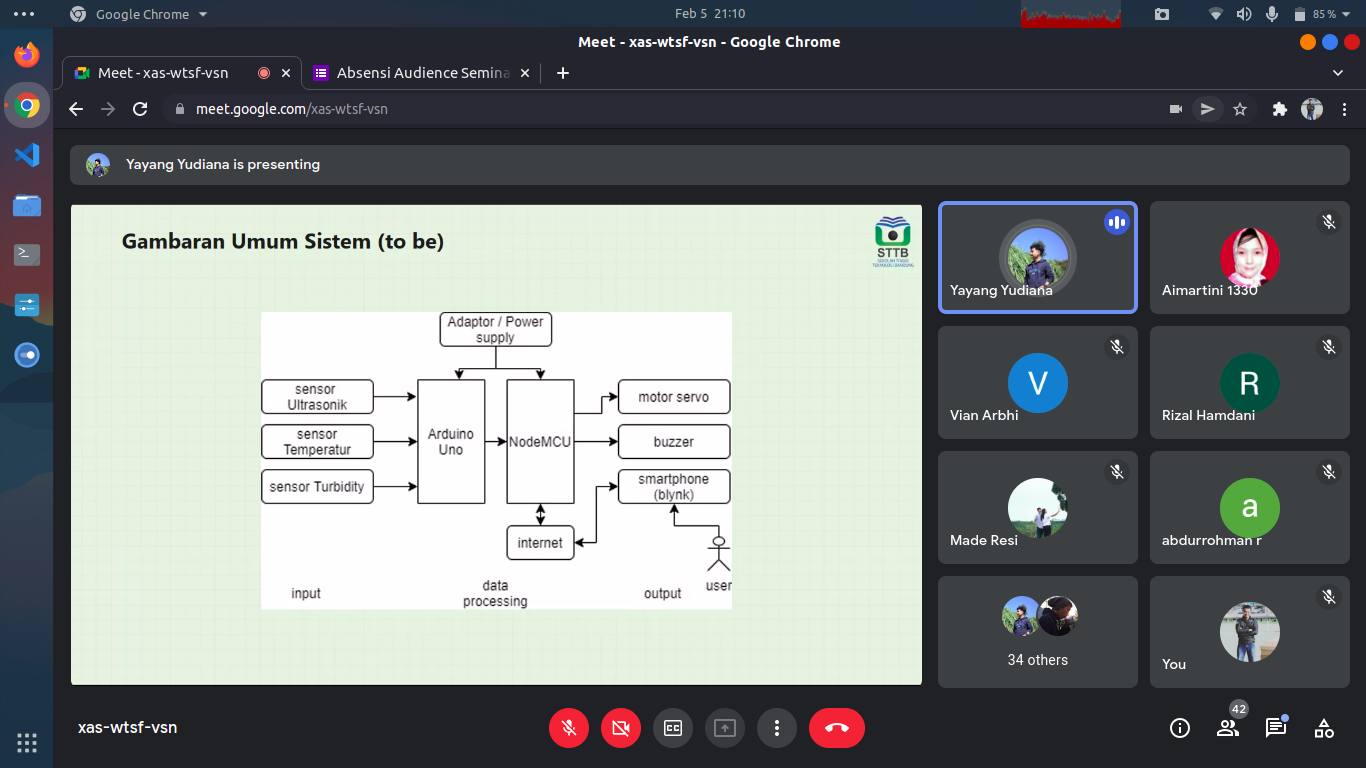 Google Chrome
Feb 5 21:10
85 %
Meet - xas-wtsf-vsn - Google Chrome
Meet - xas-wtsf-vsn
Absensi Audience Semina
meet.google.com/xas-wtsf-vsn
Yayang Yudiana is presenting
Gambaran Umum Sistem (to be)
STTB
SEKOLAH TINGGI
TEKNOLOGI BANDUNG
Adaptor / Power
supply
sensor
Ultrasonik
sensor
Temperatur
sensor Turbidity
Arduino
Uno
NodeMCU
motor servo
buzzer
smartphone
(blynk)
internet
user
input
data
processing
output
Yayang Yudiana
Aimartini 1330
V
Vian Arbhi
R
Rizal Hamdani
Made Resi
a
abdurrohman r
34 others
You
xas-wtsf-vsn
CC
42